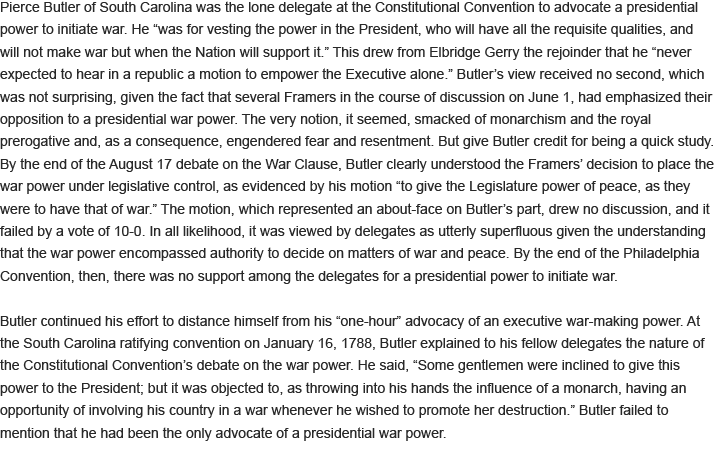 Pierce Butler of South Carolina was the lone delegate at the Constitutional Convention to advocate a presidential
power to initiate war. He “was for vesting the power in the President, who will have all the requisite qualities, and
will not make war but when the Nation will support it.” This drew from Elbridge Gerry the rejoinder that he “never
expected to hear in a republic a motion to empower the Executive alone.” Butler’s view received no second, which
was not surprising, given the fact that several Framers in the course of discussion on June 1, had emphasized their
opposition to a presidential war power. The very notion, it seemed, smacked of monarchism and the royal
prerogative and, as a consequence, engendered fear and resentment. But give Butler credit for being a quick study.
By the end of the August 17 debate on the War Clause, Butler clearly understood the Framers’ decision to place the
war power under legislative control, as evidenced by his motion “to give the Legislature power of peace, as they
were to have that of war.” The motion, which represented an about-face on Butler’s part, drew no discussion, and it
failed by a vote of 10-0. In all likelihood, it was viewed by delegates as utterly superfluous given the understanding
that the war power encompassed authority to decide on matters of war and peace. By the end of the Philadelphia
Convention, then, there was no support among the delegates for a presidential power to initiate war.

Butler continued his effort to distance himself from his “one-hour” advocacy of an executive war-making power. At
the South Carolina ratifying convention on January 16, 1788, Butler explained to his fellow delegates the nature of
the Constitutional Convention’s debate on the war power. He said, “Some gentlemen were inclined to give this
power to the President; but it was objected to, as throwing into his hands the influence of a monarch, having an
opportunity of involving his country in a war whenever he wished to promote her destruction.” Butler failed to
mention that he had been the only advocate of a presidential war power.